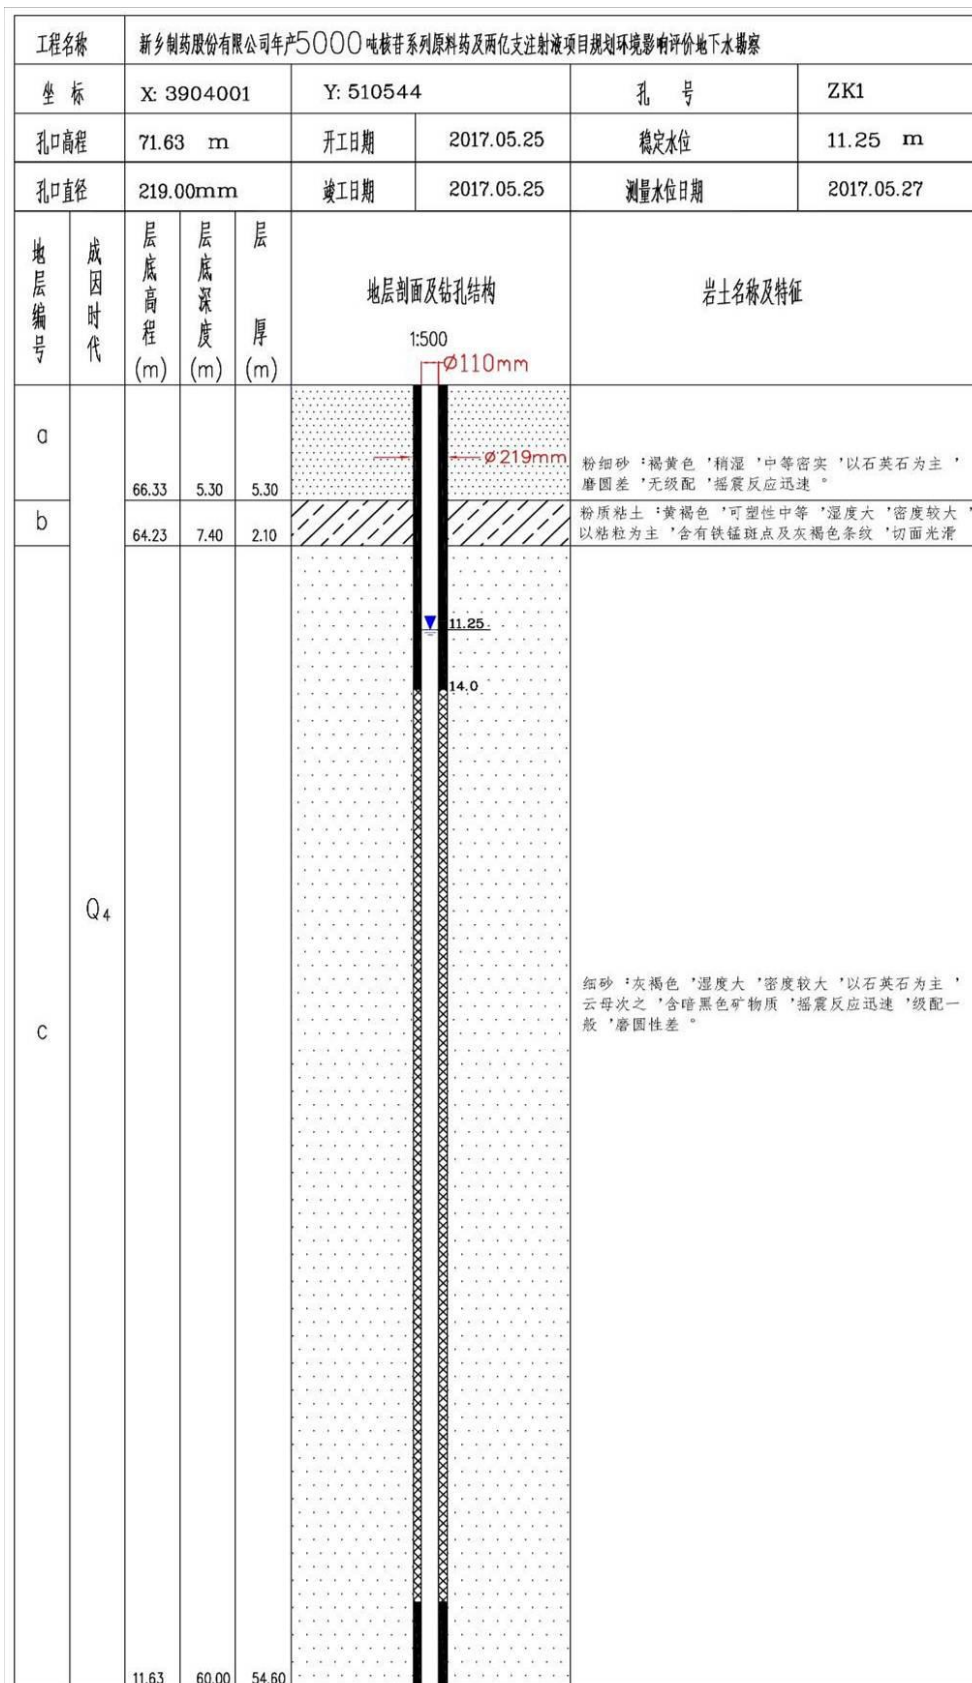 工程名称 新乡制药股份有限公司年产5000吨核苷系列原料药及两亿支注射液项目规划环境影响评价地下水勘察
坐 标 X: 3904001 Y: 510544 孔 号 ZK1
孔口高程 71.63 m 开工日期 2017.05.25 稳定水位 11.25 m
孔口直径 219.00mm 竣工日期 2017.05.25 测量水位日期 2017.05.27
地层编号 成因时代 层底高程(m) 层底深度(m) 层厚(m) 地层剖面及钻孔结构 岩土名称及特征
1:500
Ø110mm
a
Ø219mm
粉细砂：褐黄色，稍湿，中等密实，以石英石为主，
磨圆差，无级配，摇震反应迅速。
66.33 5.30 5.30
b
粉质粘土：黄褐色，可塑性中等，湿度大，密度较大，
以粘粒为主，含有铁锰斑点及灰褐色条纹，切面光滑
64.23 7.40 2.10
11.25
14.0
Q4
c
细砂：灰褐色，湿度大，密度较大，以石英石为主，
云母次之，含暗黑色矿物质，摇震反应迅速，级配一
般，磨圆性差。
11.63 60.00 54.60